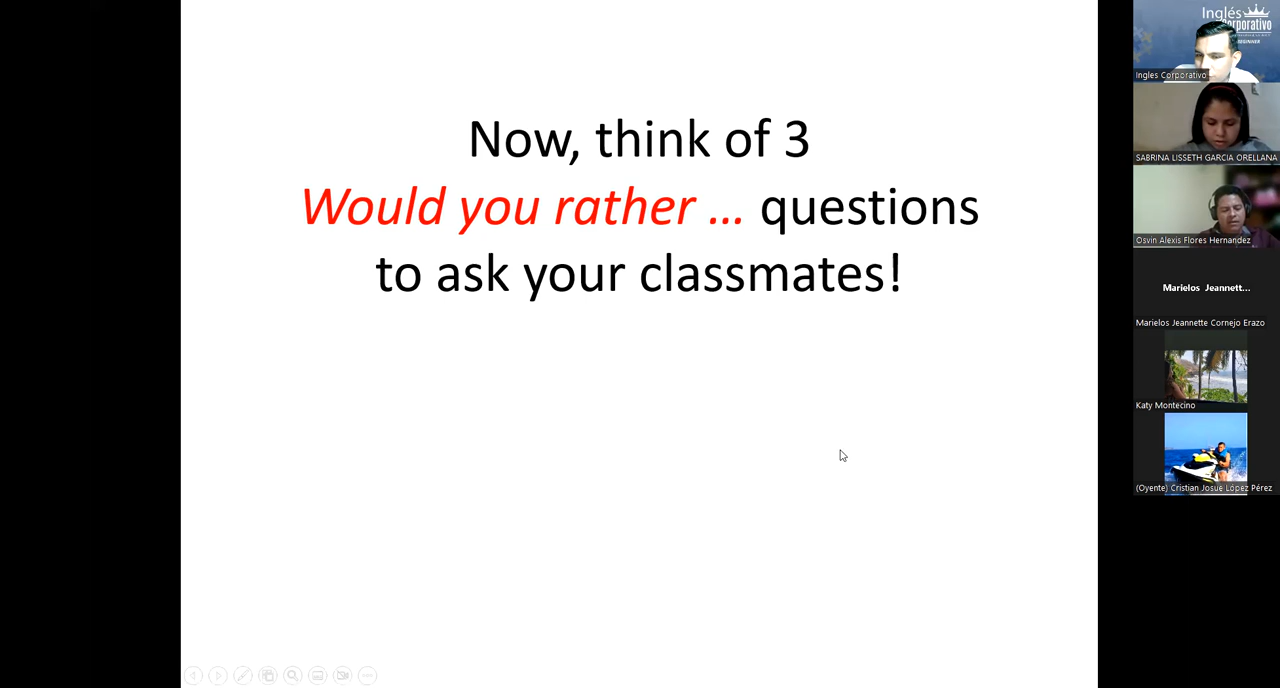 Now, think of 3
Would you rather ... questions
to ask your classmates!
Inglés
Corporativo
BEGINNER
Ingles Corporativo
SABRINA LISSETH GARCIA ORELLANA
Osvin Alexis Flores Hernandez
Marielos Jeannett...
Marielos Jeannette Cornejo Erazo
Katy Montecino
(Oyente) Cristian Josué López Pérez